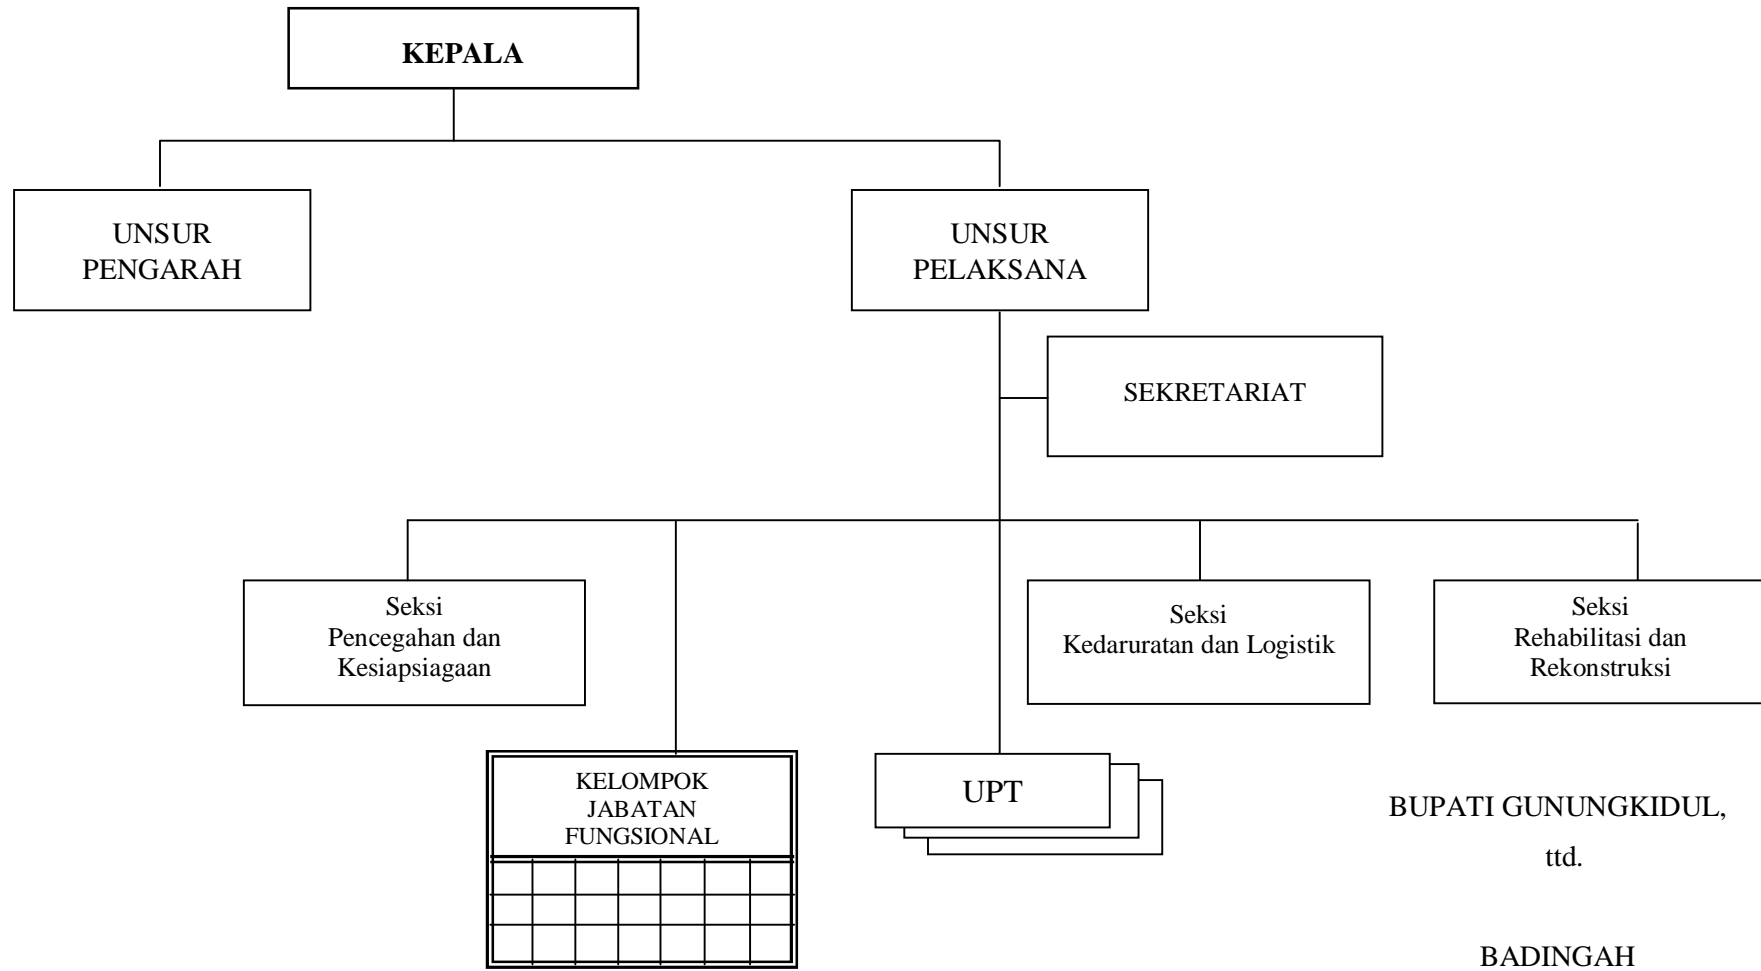 KEPALA
UNSUR
PENGARAH
UNSUR
PELAKSANA
SEKRETARIAT
Seksi
Pencegahan dan
Kesiapsiagaan
Seksi
Kedaruratan dan Logistik
Seksi
Rehabilitasi dan
Rekonstruksi
KELOMPOK
JABATAN
FUNGSIONAL
UPT
BUPATI GUNUNGKIDUL,
ttd.
BADINGAH